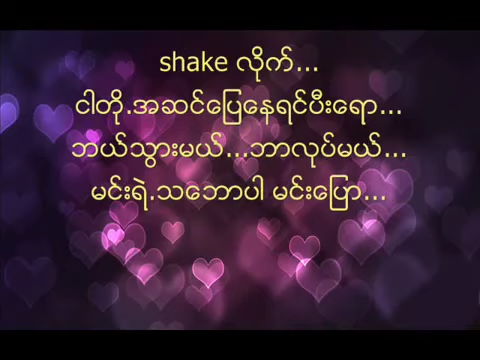 shake လိုက်...
ငါတို့.အဆင်ပြေနေရင်ပီးရော...
ဘယ်သွားမယ်...ဘာလုပ်မယ်...
မင်းရဲ.သဘောပါ မင်းပြော...